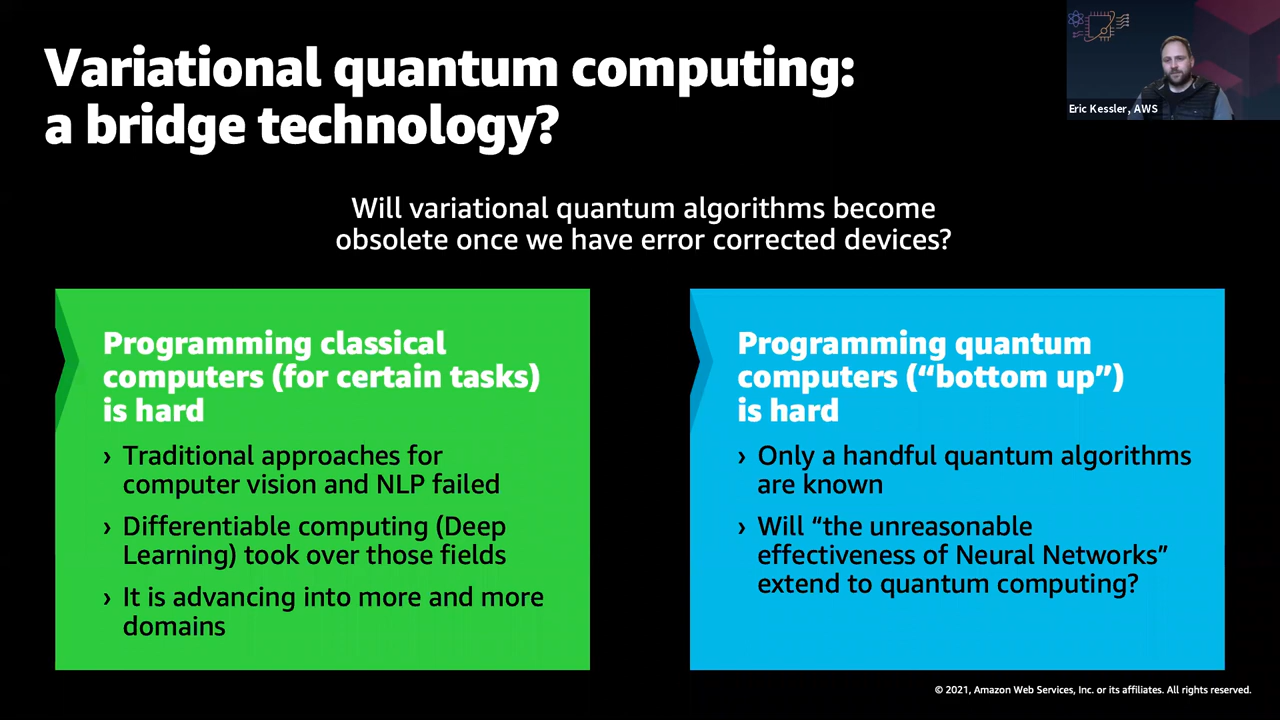 Variational quantum computing:
a bridge technology?
Eric Kessler, AWS
Will variational quantum algorithms become
obsolete once we have error corrected devices?
Programming classical
computers (for certain tasks)
is hard
› Traditional approaches for
computer vision and NLP failed
› Differentiable computing (Deep
Learning) took over those fields
› It is advancing into more and more
domains
Programming quantum
computers (“bottom up”)
is hard
› Only a handful quantum algorithms
are known
› Will “the unreasonable
effectiveness of Neural Networks”
extend to quantum computing?
© 2021, Amazon Web Services, Inc. or its affiliates. All rights reserved.